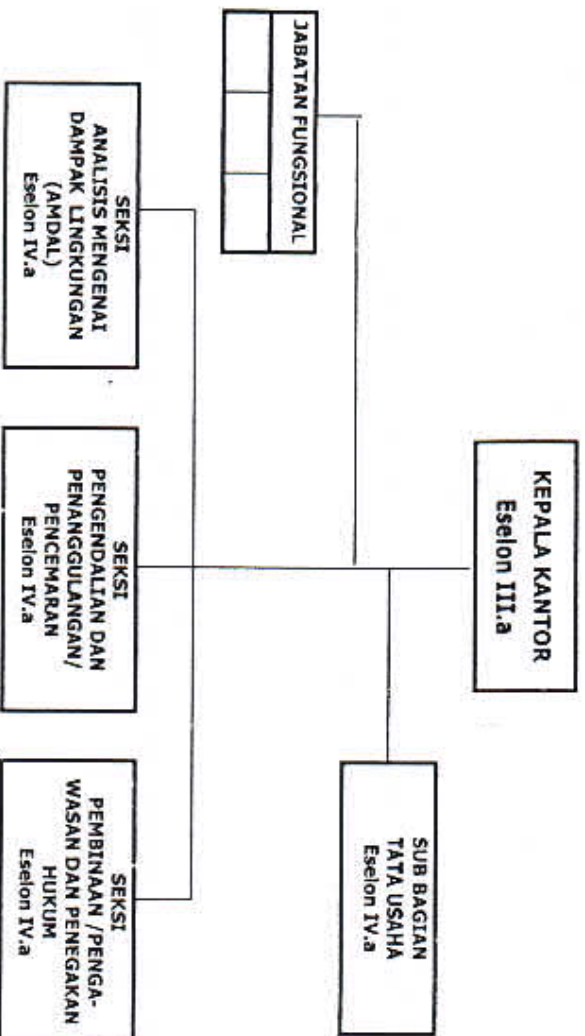 KEPALA KANTOR
Eselon III.a
SUB BAGIAN
TATA USAHA
Eselon IV.a
JABATAN FUNGSIONAL
SEKSI
ANALISIS MENGENAI
DAMPAK LINGKUNGAN
(AMDAL)
Eselon IV.a
SEKSI
PENGENDALIAN DAN
PENANGGULANGAN/
PENCEMARAN
Eselon IV.a
SEKSI
PEMBINAAN /PENGA-
WASAN DAN PENEGAKAN
HUKUM
Eselon IV.a